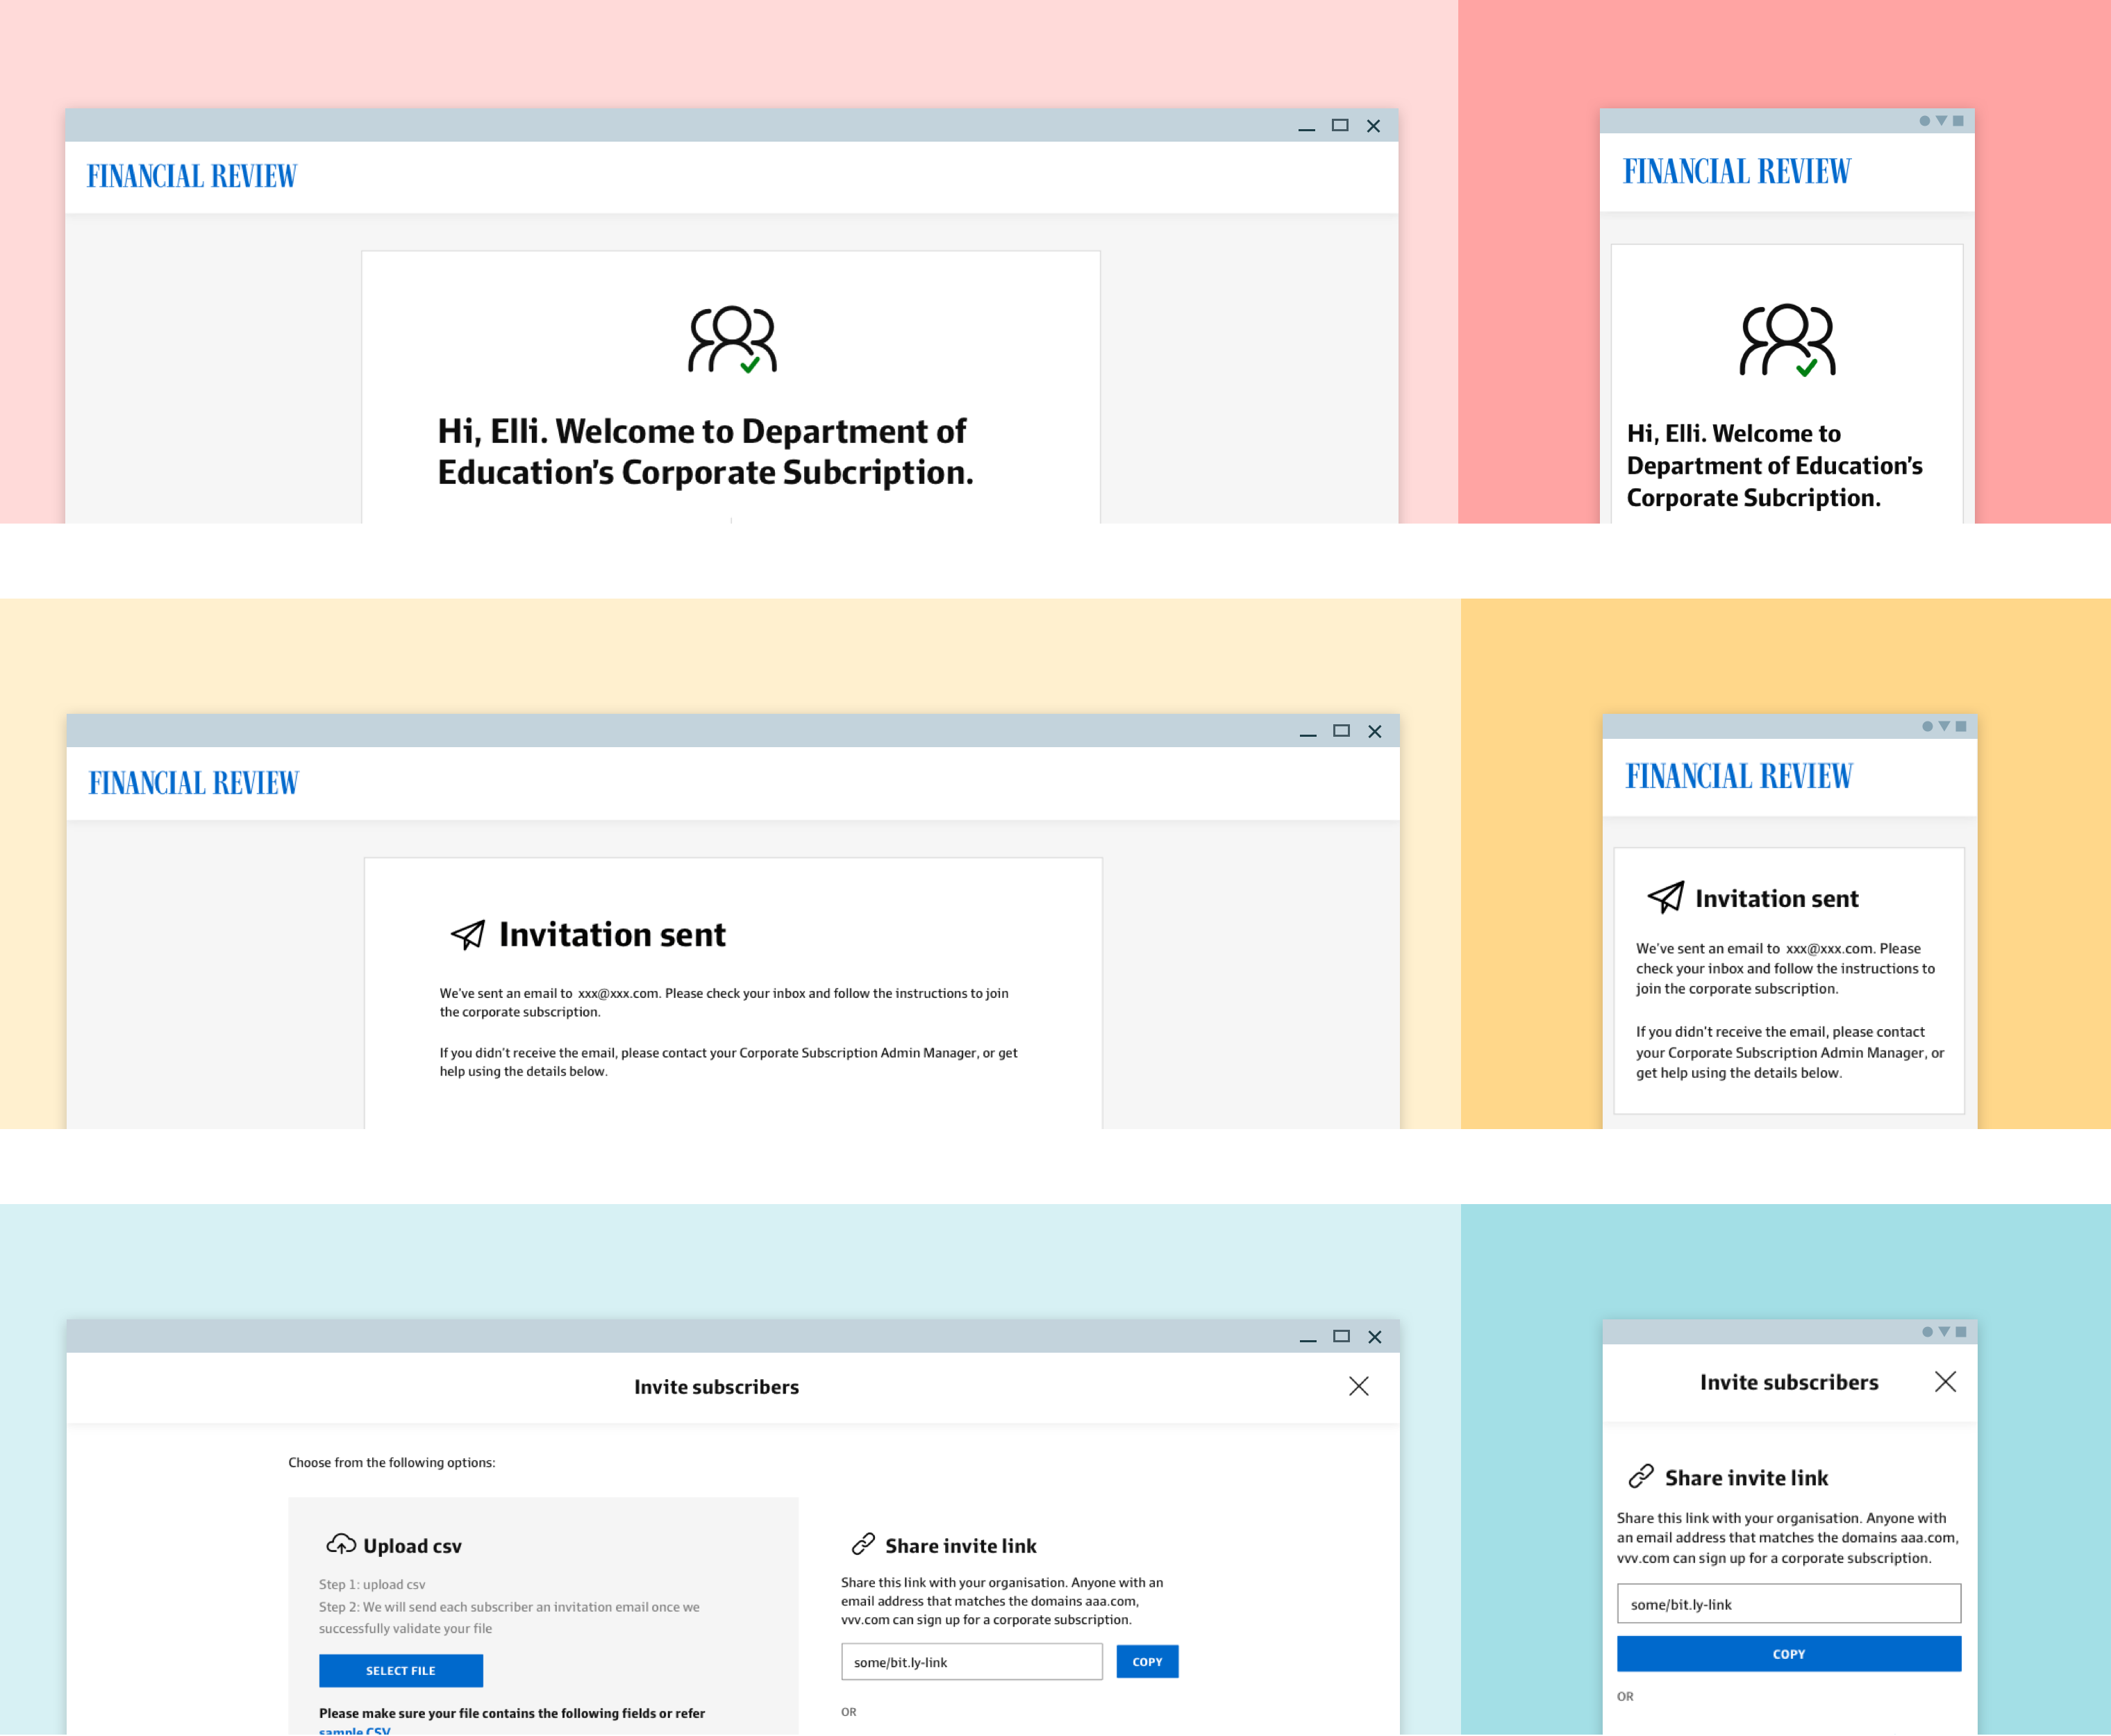 FINANCIAL REVIEW
Hi, Elli. Welcome to Department of
Education’s Corporate Subcription.
FINANCIAL REVIEW
Hi, Elli. Welcome to
Department of Education’s
Corporate Subcription.
FINANCIAL REVIEW
Invitation sent
We’ve sent an email to xxx@xxx.com. Please check your inbox and follow the instructions to join
the corporate subscription.
If you didn’t receive the email, please contact your Corporate Subscription Admin Manager, or get
help using the details below.
FINANCIAL REVIEW
Invitation sent
We’ve sent an email to xxx@xxx.com. Please
check your inbox and follow the instructions to
join the corporate subscription.
If you didn’t receive the email, please contact
your Corporate Subscription Admin Manager, or
get help using the details below.
Invite subscribers
Choose from the following options:
Upload csv
Step 1: upload csv
Step 2: We will send each subscriber an invitation email once we
successfully validate your file
SELECT FILE
Please make sure your file contains the following fields or refer
sample CSV
Share invite link
Share this link with your organisation. Anyone with an
email address that matches the domains aaa.com,
vvv.com can sign up for a corporate subscription.
some/bit.ly-link
COPY
OR
Invite subscribers
Share invite link
Share this link with your organisation. Anyone with
an email address that matches the domains aaa.com,
vvv.com can sign up for a corporate subscription.
some/bit.ly-link
COPY
OR